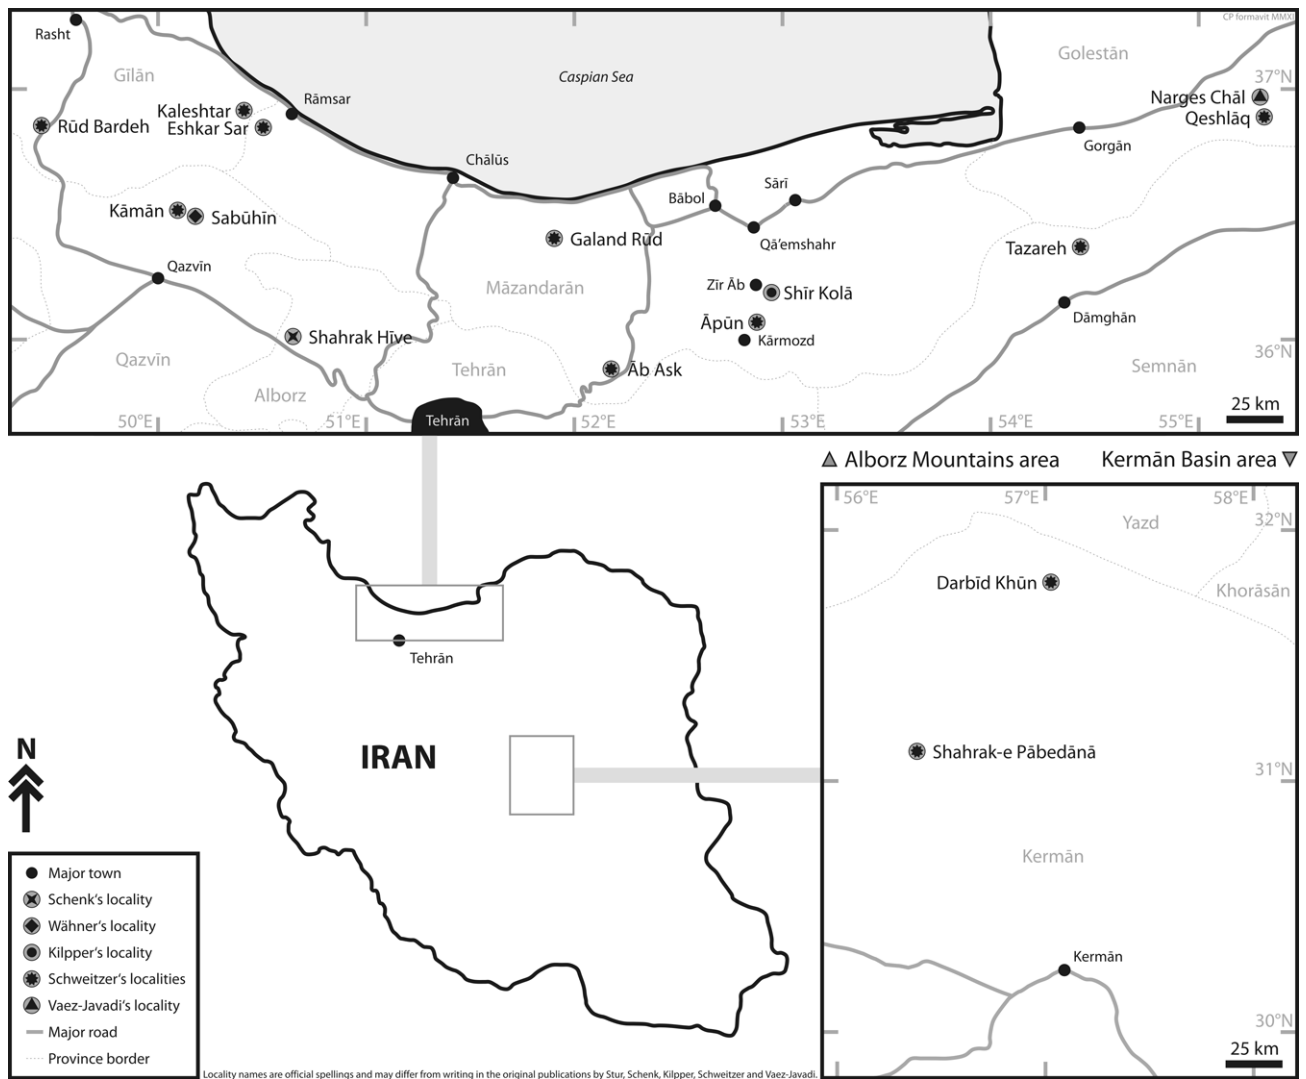 CP formavit MMXI
Rasht
Golestān
Gīlān
Caspian Sea
37°N
Kaleshtar
Rāmsar
Narges Chāl
Rūd Bardeh
Eshkar Sar
Qeshlāq
Gorgān
Chālūs
Sārī
Bābol
Kāmān
Sabūhīn
Galand Rūd
Qā'emshahr
Tazareh
Qazvīn
Māzandarān
Zīr Āb
Shīr Kolā
Āpūn
Dāmghān
Shahrak Hīve
Kārmozd
36°N
Qazvīn
Tehrān
Āb Ask
Semnān
Alborz
25 km
50°E
51°E
Tehrān
52°E
53°E
54°E
55°E
Alborz Mountains area
Kermān Basin area
56°E
57°E
58°E
32°N
Yazd
Darbīd Khūn
Khorāsān
Tehrān
IRAN
Shahrak-e Pābedānā
31°N
N
Kermān
Major town
Schenk's locality
Wähner's locality
Kilpper's locality
Schweitzer's localities
Vaez-Javadi's locality
Major road
Province border
Kermān
30°N
25 km
Locality names are official spellings and may differ from writing in the original publications by Stur, Schenk, Kilpper, Schweitzer and Vaez-Javadi.